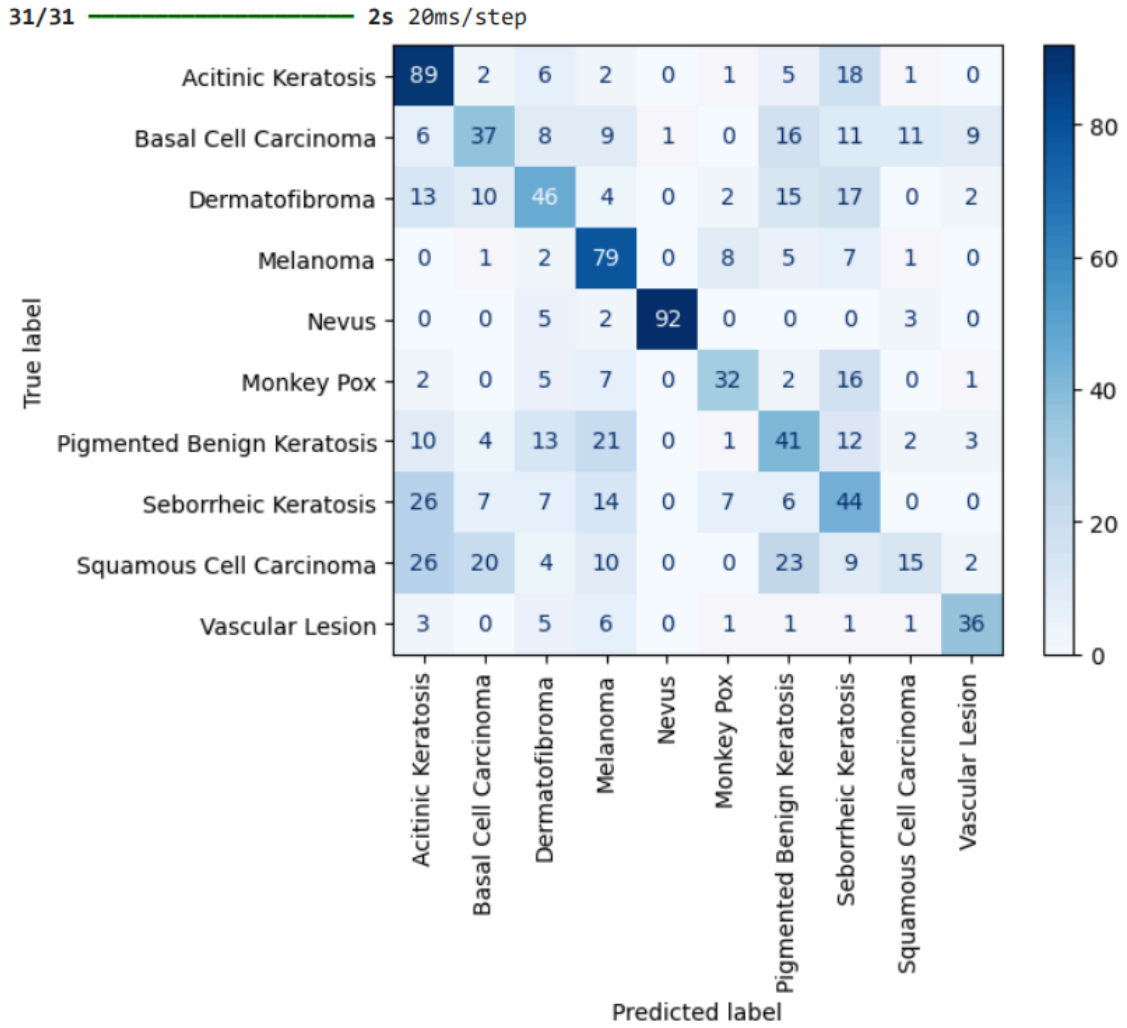 31/31 ━━━━━━━━━━━━━━━━━━━━ 2s 20ms/step
Acitinic Keratosis 89 2 6 2 0 1 5 18 1 0
80
Basal Cell Carcinoma 6 37 8 9 1 0 16 11 11 9
Dermatofibroma 13 10 46 4 0 2 15 17 0 2
Melanoma 0 1 2 79 0 8 5 7 1 0
60
Nevus 0 0 5 2 92 0 0 0 3 0
True label
Monkey Pox 2 0 5 7 0 32 2 16 0 1
40
Pigmented Benign Keratosis 10 4 13 21 0 1 41 12 2 3
Seborrheic Keratosis 26 7 7 14 0 7 6 44 0 0
20
Squamous Cell Carcinoma 26 20 4 10 0 0 23 9 15 2
Vascular Lesion 3 0 5 6 0 1 1 1 1 36
0
Acitinic Keratosis
Basal Cell Carcinoma
Dermatofibroma
Melanoma
Nevus
Monkey Pox
Pigmented Benign Keratosis
Seborrheic Keratosis
Squamous Cell Carcinoma
Vascular Lesion
Predicted label